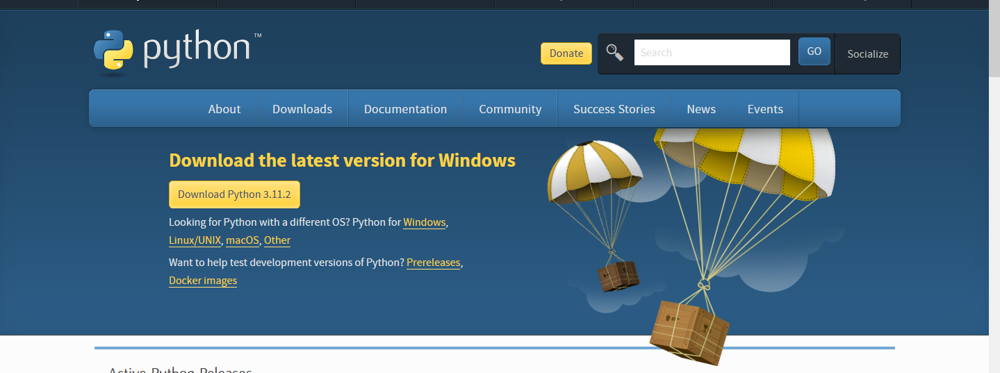 python™
Donate
Search
GO
Socialize
About
Downloads
Documentation
Community
Success Stories
News
Events
Download the latest version for Windows
Download Python 3.11.2
Looking for Python with a different OS? Python for Windows,
Linux/UNIX, macOS, Other
Want to help test development versions of Python? Prereleases,
Docker images
Active Python Releases